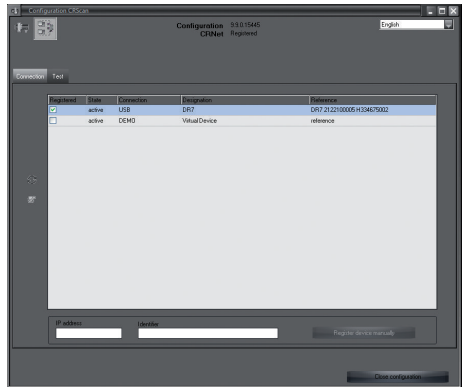 Configuration CRScan
Configuration 9.9.0.15445
CRNet Registered
English
Connection Test
Registered State Connection Designation Reference
active USB DR7 DR7 2122100005 H334675002
active DEMO Virtual Device reference
IP address Identifier
Register device manually
Close configuration